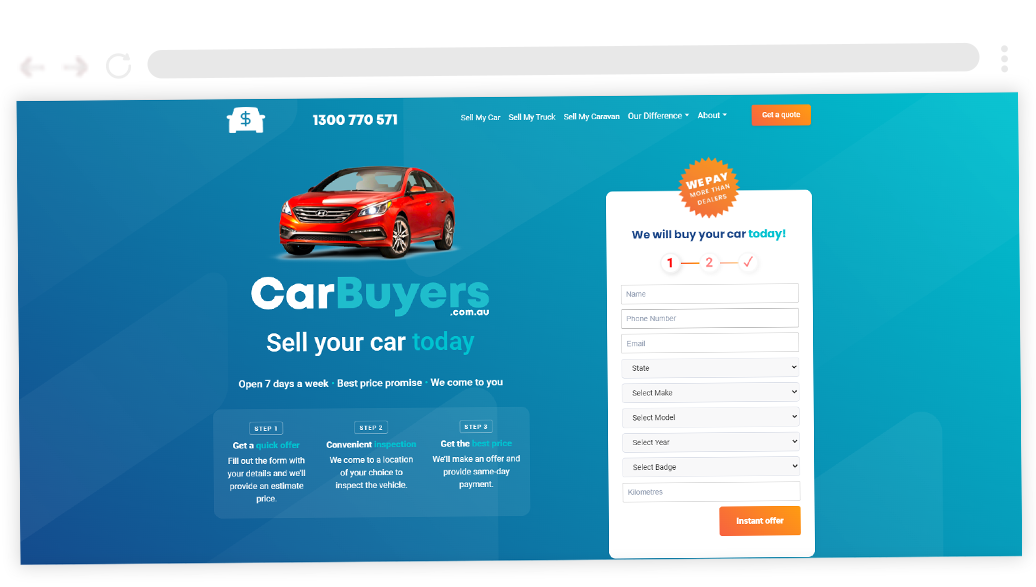 $
1300 770 571
Sell My Car
Sell My Truck
Sell My Caravan
Our Difference
About
Get a quote
CarBuyers
.com.au
Sell your car today
Open 7 days a week · Best price promise · We come to you
STEP 1
Get a quick offer
Fill out the form with
your details and we'll
provide an estimate
price.
STEP 2
Convenient inspection
We come to a location
of your choice to
inspect the vehicle.
STEP 3
Get the best price
We'll make an offer and
provide same-day
payment.
WE PAY
MORE THAN
DEALERS
We will buy your car today!
1 2 ✓
Name
Phone Number
Email
State
Select Make
Select Model
Select Year
Select Badge
Kilometres
Instant offer